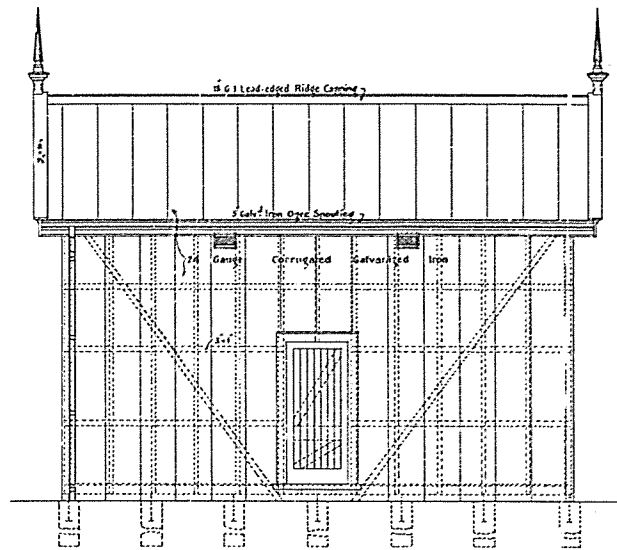 G I Lead-edged Ridge Capping
5" Galvd Iron Ogee Spouting
24 Gauge Corrugated Galvanized Iron